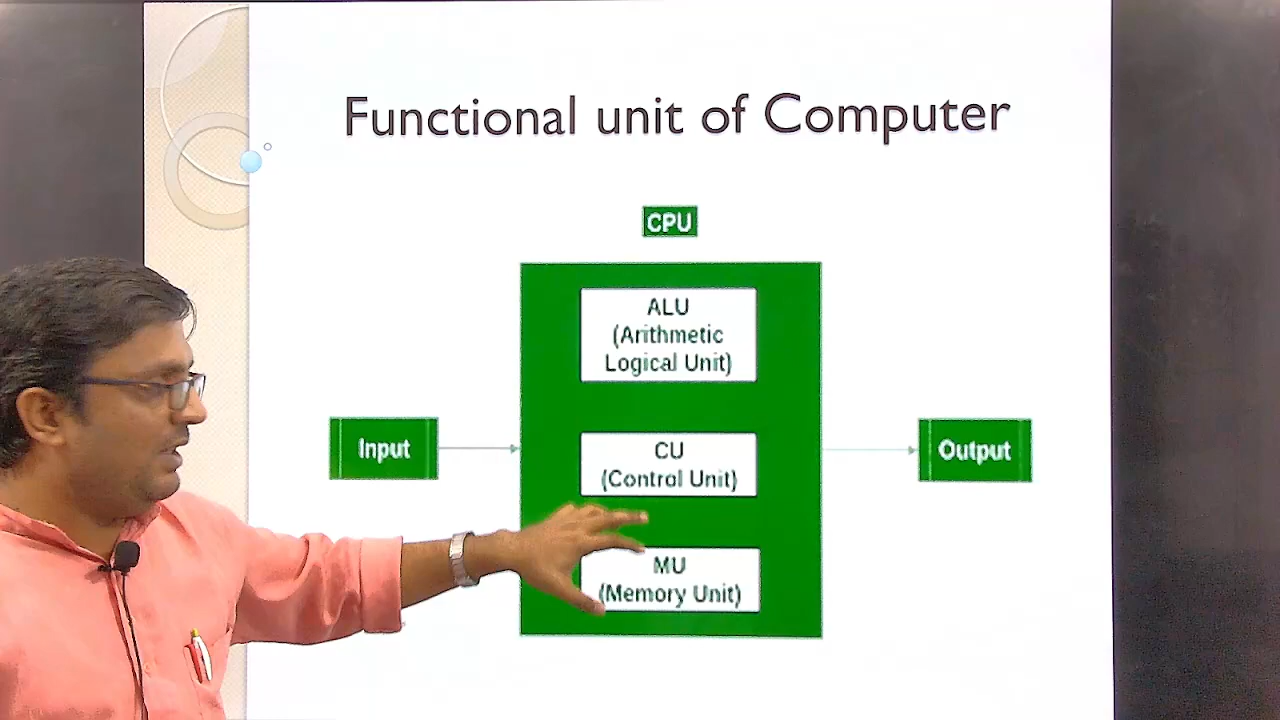 Functional unit of Computer
CPU
ALU
(Arithmetic
Logical Unit)
Input
CU
(Control Unit)
Output
MU
(Memory Unit)